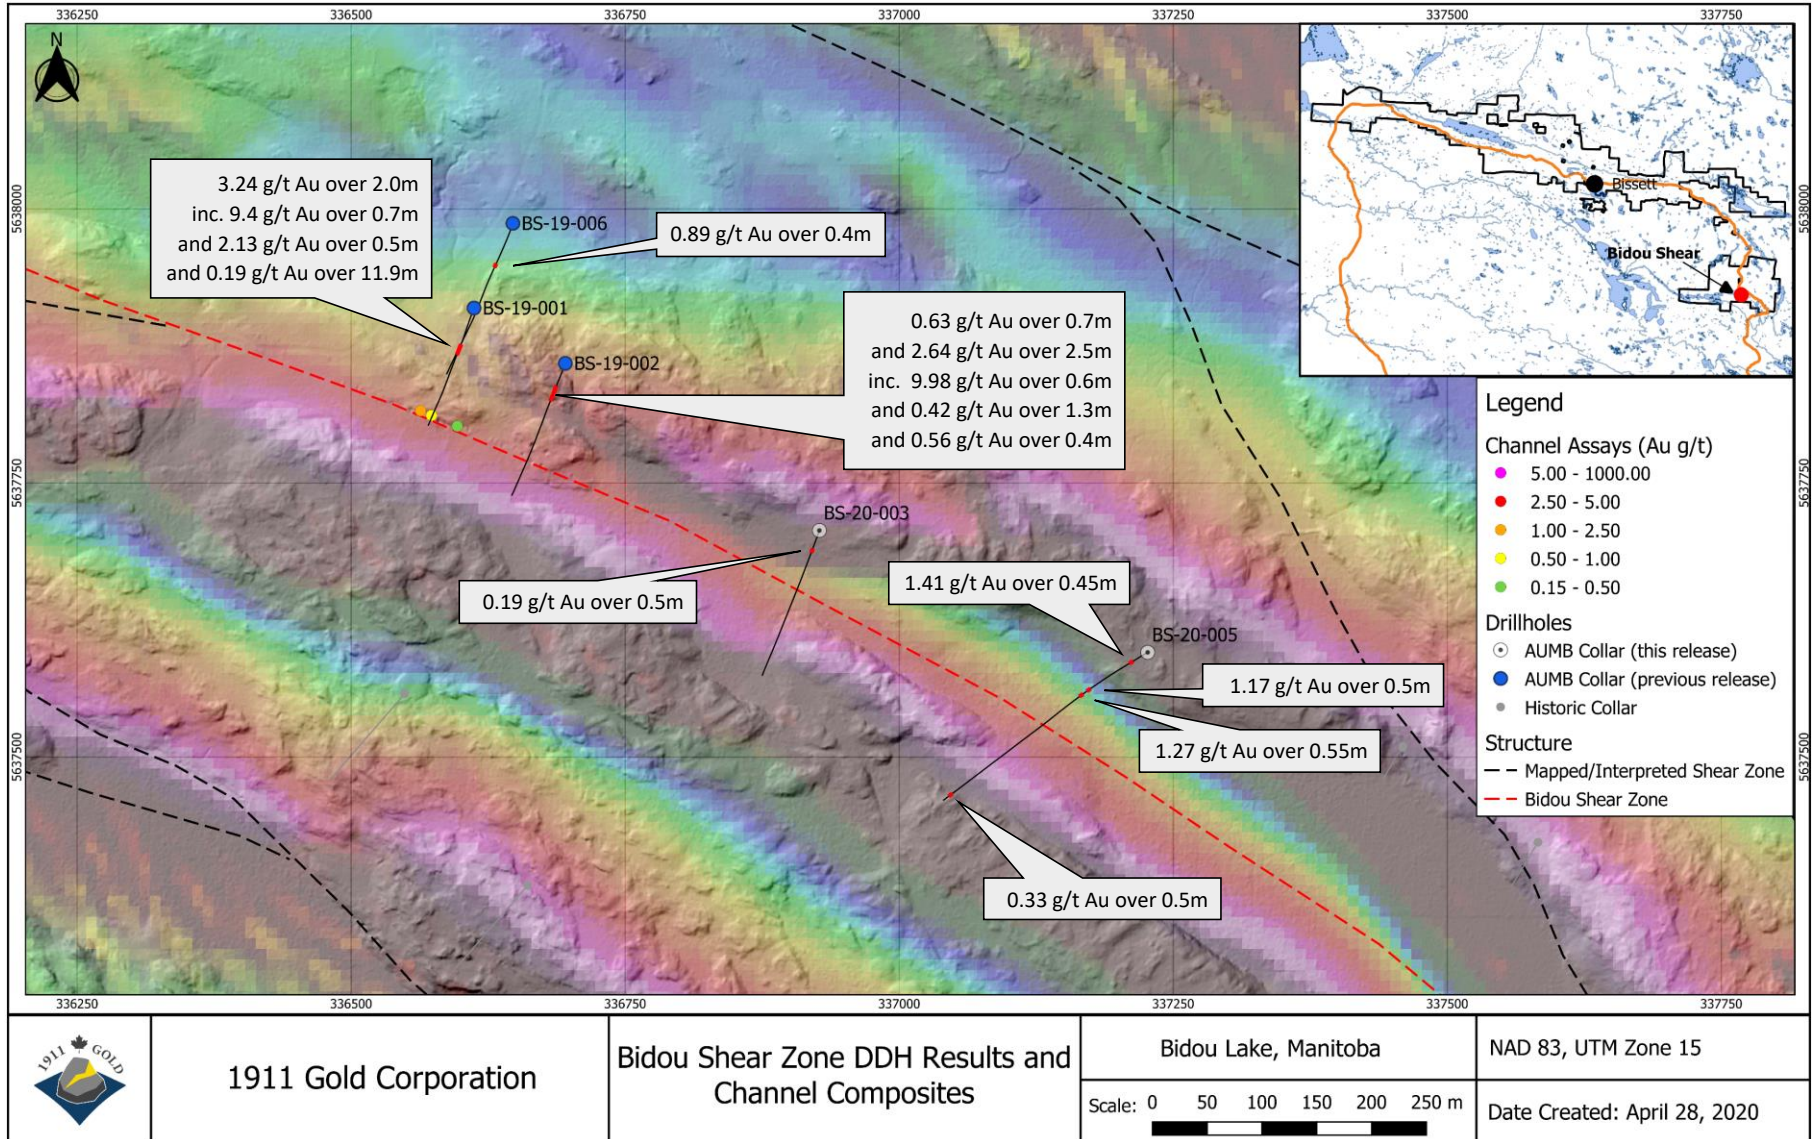 336250 336500 336750 337000 337250 337500 337750
N
5638000
5637750
5637500
5638000
5637750
5637500
3.24 g/t Au over 2.0m
inc. 9.4 g/t Au over 0.7m
and 2.13 g/t Au over 0.5m
and 0.19 g/t Au over 11.9m
BS-19-006
0.89 g/t Au over 0.4m
BS-19-001
BS-19-002
0.63 g/t Au over 0.7m
and 2.64 g/t Au over 2.5m
inc. 9.98 g/t Au over 0.6m
and 0.42 g/t Au over 1.3m
and 0.56 g/t Au over 0.4m
BS-20-003
0.19 g/t Au over 0.5m
1.41 g/t Au over 0.45m
BS-20-005
1.17 g/t Au over 0.5m
1.27 g/t Au over 0.55m
0.33 g/t Au over 0.5m
Bissett
Bidou Shear
Legend
Channel Assays (Au g/t)
5.00 - 1000.00
2.50 - 5.00
1.00 - 2.50
0.50 - 1.00
0.15 - 0.50
Drillholes
AUMB Collar (this release)
AUMB Collar (previous release)
Historic Collar
Structure
Mapped/Interpreted Shear Zone
Bidou Shear Zone
336250 336500 336750 337000 337250 337500 337750
1911 GOLD
1911 Gold Corporation
Bidou Shear Zone DDH Results and
Channel Composites
Bidou Lake, Manitoba
Scale: 0 50 100 150 200 250 m
NAD 83, UTM Zone 15
Date Created: April 28, 2020